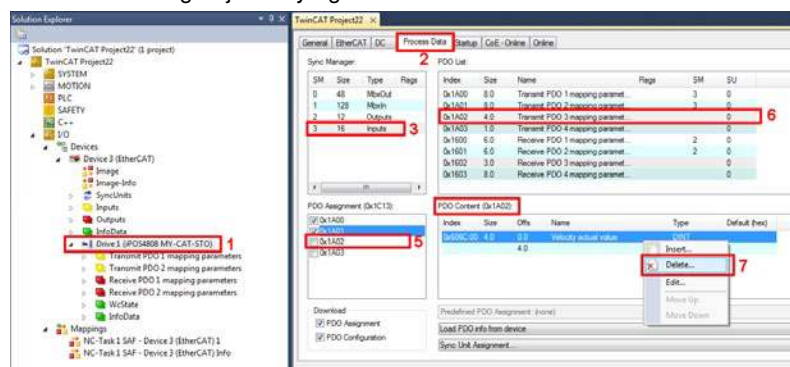 Solution Explorer
Solution 'TwinCAT Project22' (1 project)
TwinCAT Project22
SYSTEM
MOTION
PLC
SAFETY
C++
I/O
Devices
Device 3 (EtherCAT)
Image
Image-Info
SyncUnits
Inputs
Outputs
InfoData
Drive 1 (iPOS4808 MY-CAT-STO) 1
Transmit PDO 1 mapping parameters
Transmit PDO 2 mapping parameters
Receive PDO 1 mapping parameters
Receive PDO 2 mapping parameters
WcState
InfoData
Mappings
NC-Task 1 SAF - Device 3 (EtherCAT) 1
NC-Task 1 SAF - Device 3 (EtherCAT) Info
TwinCAT Project22
General EtherCAT DC Process Data Startup CoE - Online Online
2
Sync Manager:
SM Size Type Flags
0 48 MbxOut
1 128 MbxIn
2 12 Outputs
3 16 Inputs 3
PDO List:
Index Size Name Flags SM SU
0x1A00 8.0 Transmit PDO 1 mapping paramet... 3 0
0x1A01 8.0 Transmit PDO 2 mapping paramet... 3 0
0x1A02 4.0 Transmit PDO 3 mapping paramet... 0 6
0x1A03 1.0 Transmit PDO 4 mapping paramet... 0
0x1600 6.0 Receive PDO 1 mapping paramet... 2 0
0x1601 6.0 Receive PDO 2 mapping paramet... 2 0
0x1602 3.0 Receive PDO 3 mapping paramet... 0
0x1603 8.0 Receive PDO 4 mapping paramet... 0
PDO Assignment (0x1C13):
0x1A00
0x1A01
0x1A02 5
0x1A03
PDO Content (0x1A02):
Index Size Offs Name Type Default (hex)
0x606C:00 4.0 0.0 Velocity actual value DINT
4.0
Insert...
Delete... 7
Edit...
Move Up
Move Down
Download
PDO Assignment
PDO Configuration
Predefined PDO Assignment: (none)
Load PDO info from device
Sync Unit Assignment...